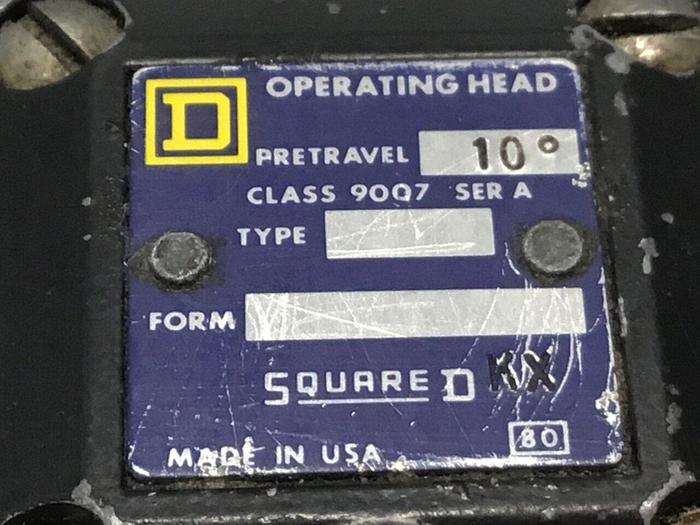 D
OPERATING HEAD
PRETRAVEL 10°
CLASS 9007 SER A
TYPE
FORM
SQUARE D KX
80
MADE IN USA